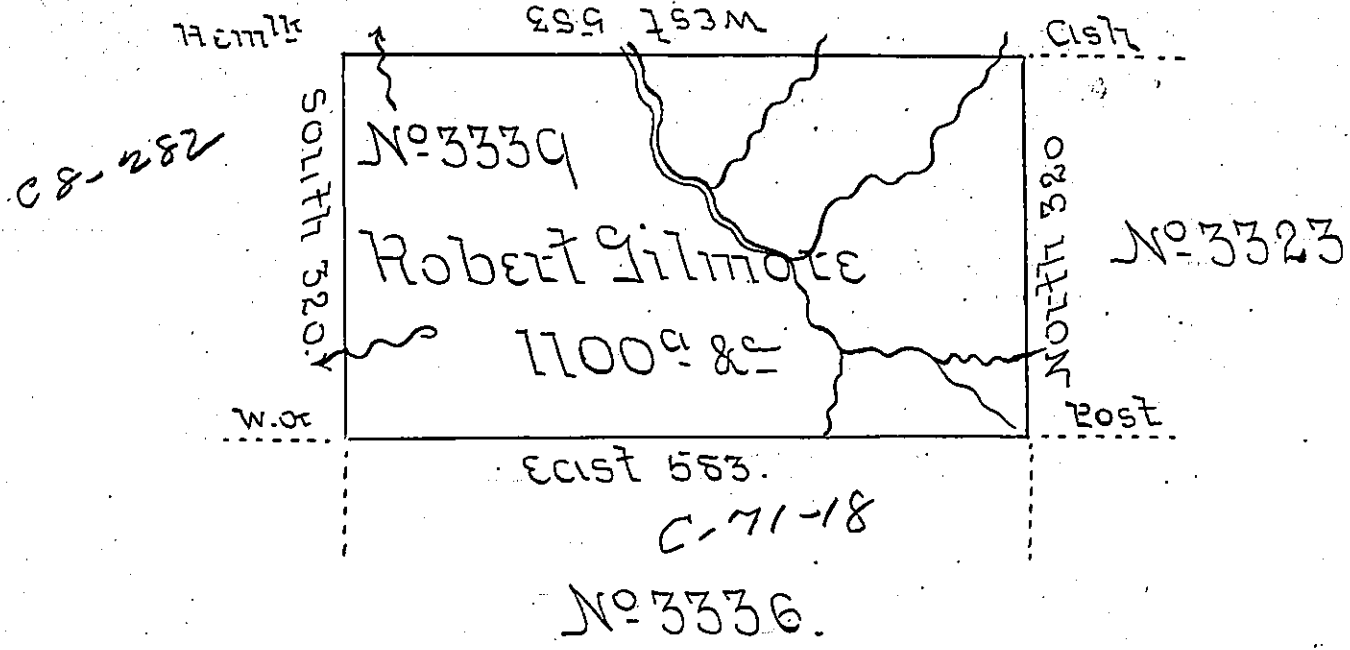 Hemlk
West 583
Ash
C8-282
South 320.
Nº 3339
North 320
Nº 3323
Robert Gilmore
1100ª &c
Post
East 583.
C-71-18
Nº 3336.